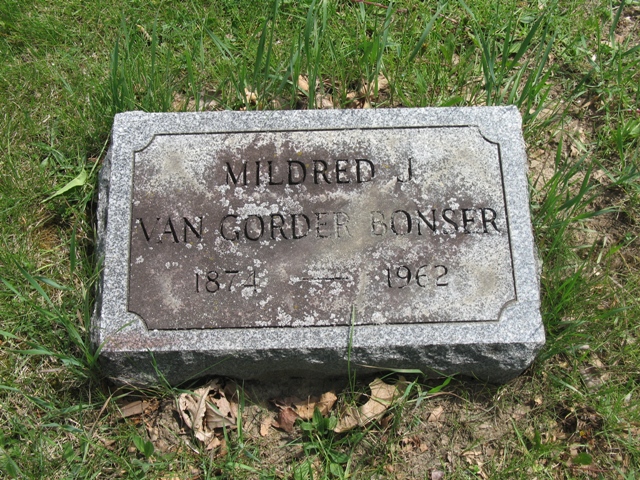 MILDRED J.
VAN GORDER BONSER
1874 — 1962